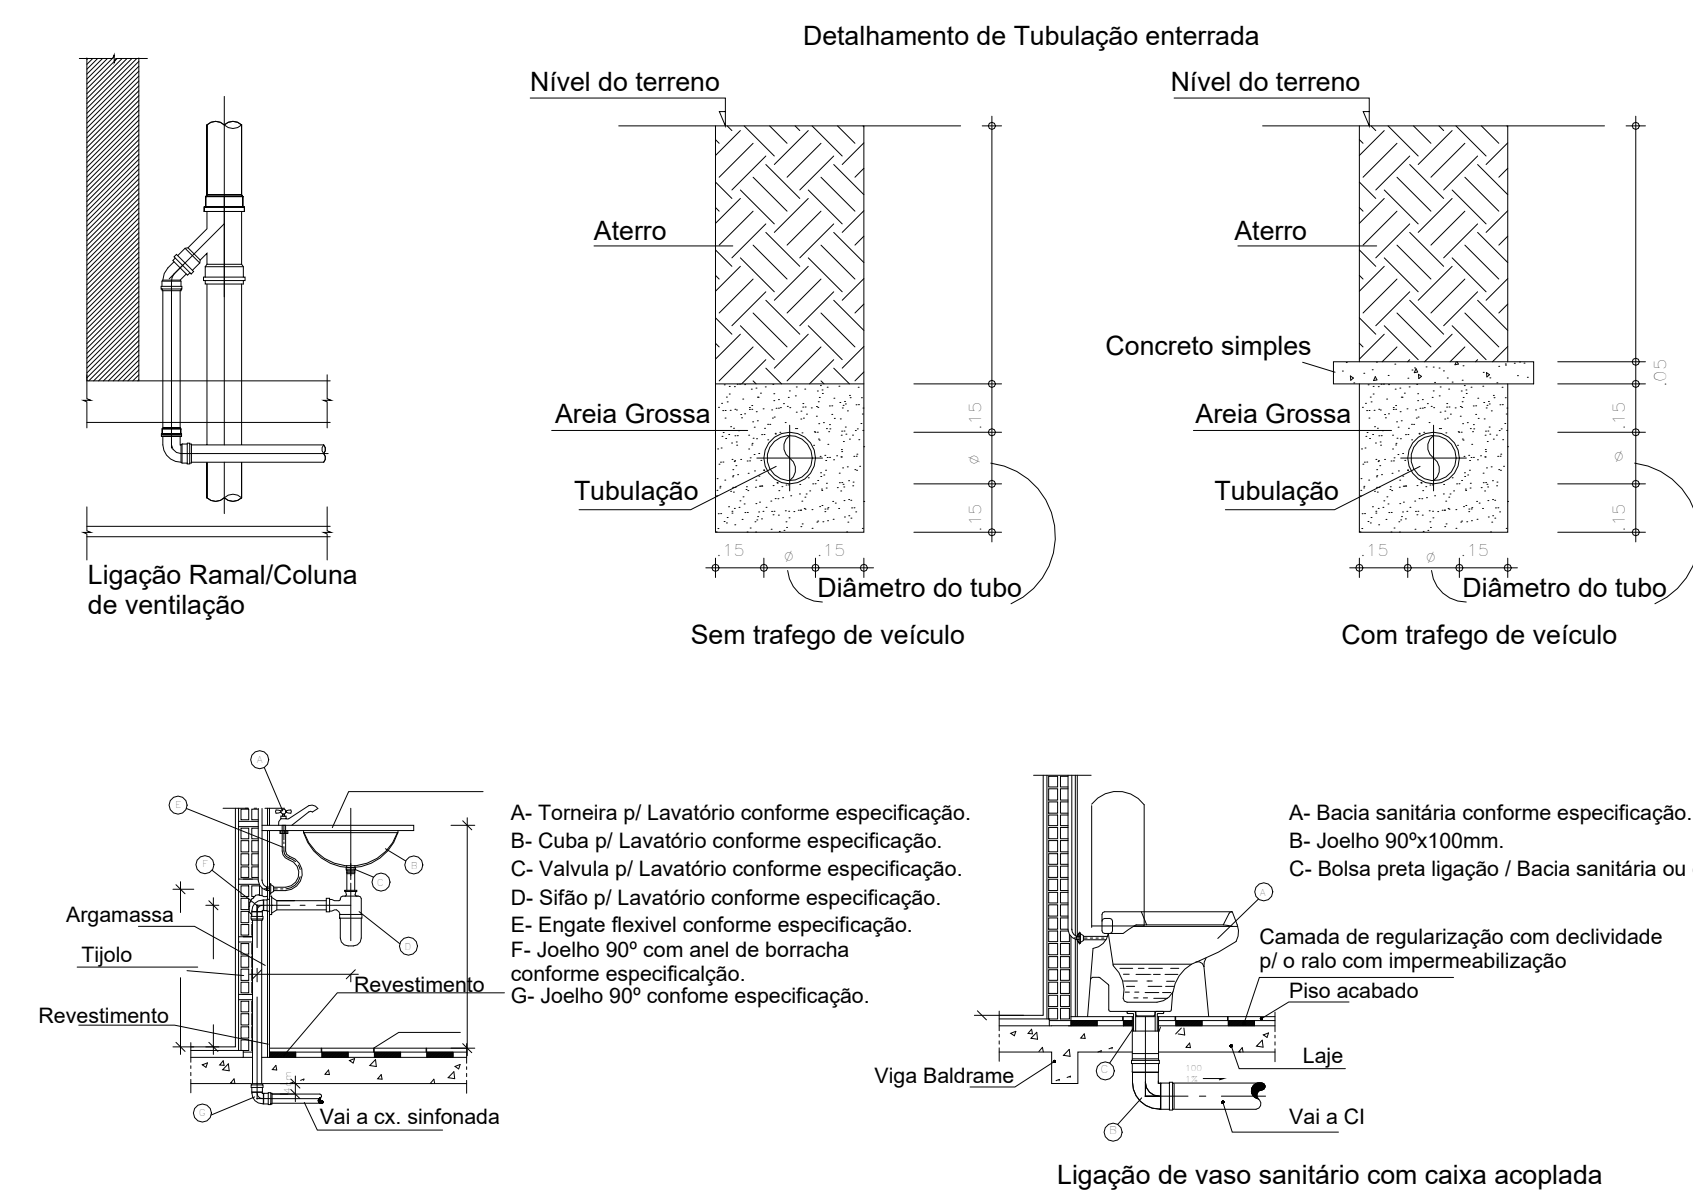 Detalhamento de Tubulação enterrada
Nível do terreno
Aterro
Areia Grossa
Tubulação
.15
Ø
.15
.15
Ø
.15
Diâmetro do tubo
Sem trafego de veículo
Nível do terreno
Aterro
Concreto simples
.05
Areia Grossa
Tubulação
.15
Ø
.15
.15
Ø
.15
Diâmetro do tubo
Com trafego de veículo
Ligação Ramal/Coluna
de ventilação
A
E
F
B
C
D
G
Argamassa
Tijolo
Revestimento
Revestimento
Vai a cx. sinfonada
A- Torneira p/ Lavatório conforme especificação.
B- Cuba p/ Lavatório conforme especificação.
C- Valvula p/ Lavatório conforme especificação.
D- Sifão p/ Lavatório conforme especificação.
E- Engate flexivel conforme especificação.
F- Joelho 90º com anel de borracha
conforme especificalção.
G- Joelho 90º confome especificação.
A- Bacia sanitária conforme especificação.
B- Joelho 90ºx100mm.
C- Bolsa preta ligação / Bacia sanitária ou
A
Camada de regularização com declividade
p/ o ralo com impermeabilização
Piso acabado
Laje
Viga Baldrame
C
100
1%
B
Vai a CI
Ligação de vaso sanitário com caixa acoplada